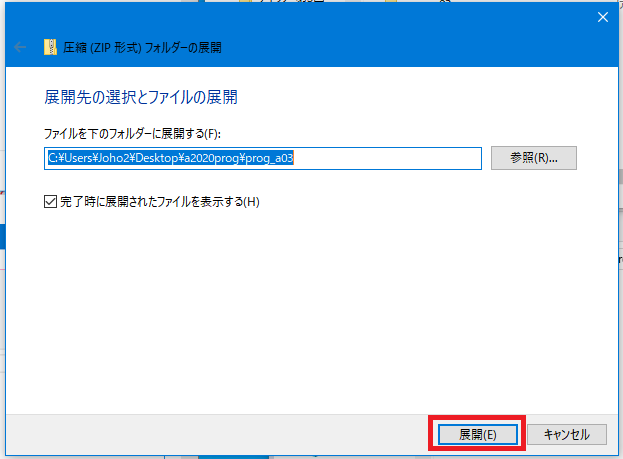 圧縮 (ZIP 形式) フォルダーの展開
展開先の選択とファイルの展開
ファイルを下のフォルダーに展開する(F):
C:¥Users¥Joho2¥Desktop¥a2020prog¥prog_a03
参照(R)...
完了時に展開されたファイルを表示する(H)
展開(E)
キャンセル